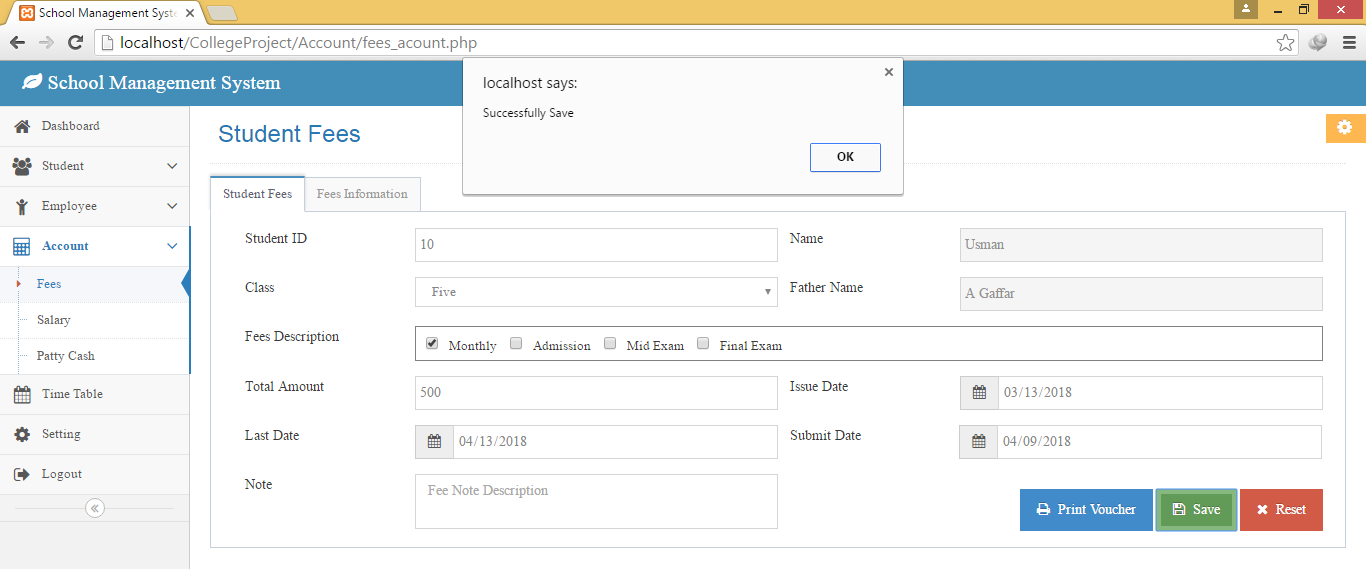 School Management Syste
localhost/CollegeProject/Account/fees_acount.php
School Management System
localhost says:
Successfully Save
OK
Dashboard
Student
Employee
Account
Fees
Salary
Patty Cash
Time Table
Setting
Logout
Student Fees
Student Fees Fees Information
Student ID 10 Name Usman
Class Five Father Name A Gaffar
Fees Description Monthly Admission Mid Exam Final Exam
Total Amount 500 Issue Date 03/13/2018
Last Date 04/13/2018 Submit Date 04/09/2018
Note Fee Note Description
Print Voucher Save Reset